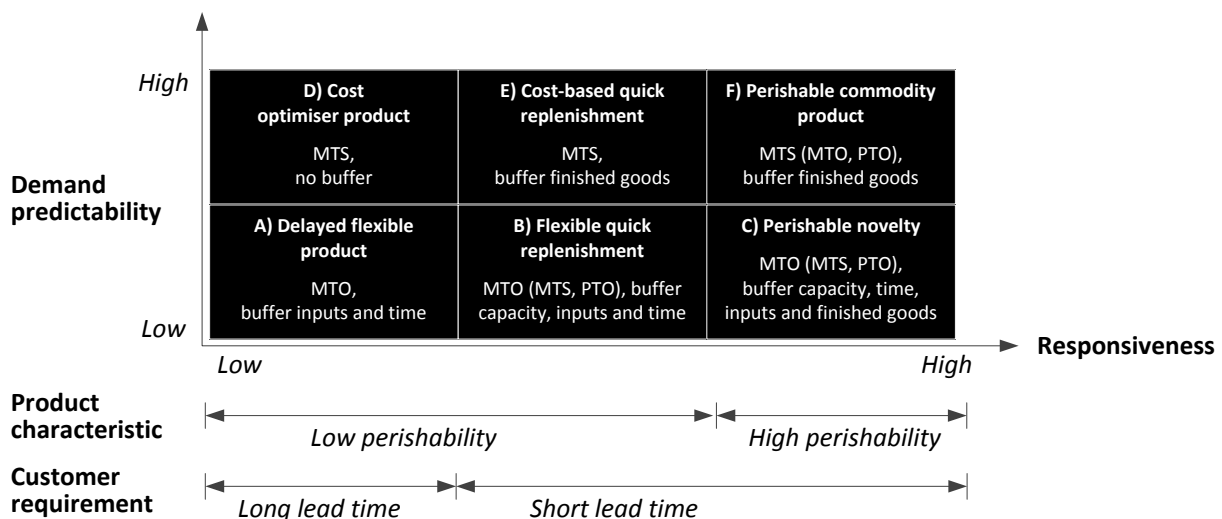 High
D) Cost
optimiser product
MTS,
no buffer
E) Cost-based quick
replenishment
MTS,
buffer finished goods
F) Perishable commodity
product
MTS (MTO, PTO),
buffer finished goods
Demand
predictability
A) Delayed flexible
product
MTO,
buffer inputs and time
B) Flexible quick
replenishment
MTO (MTS, PTO), buffer
capacity, inputs and time
C) Perishable novelty
MTO (MTS, PTO),
buffer capacity, time,
inputs and finished goods
Low
Low
High
Responsiveness
Product
characteristic
Low perishability
High perishability
Customer
requirement
Long lead time
Short lead time